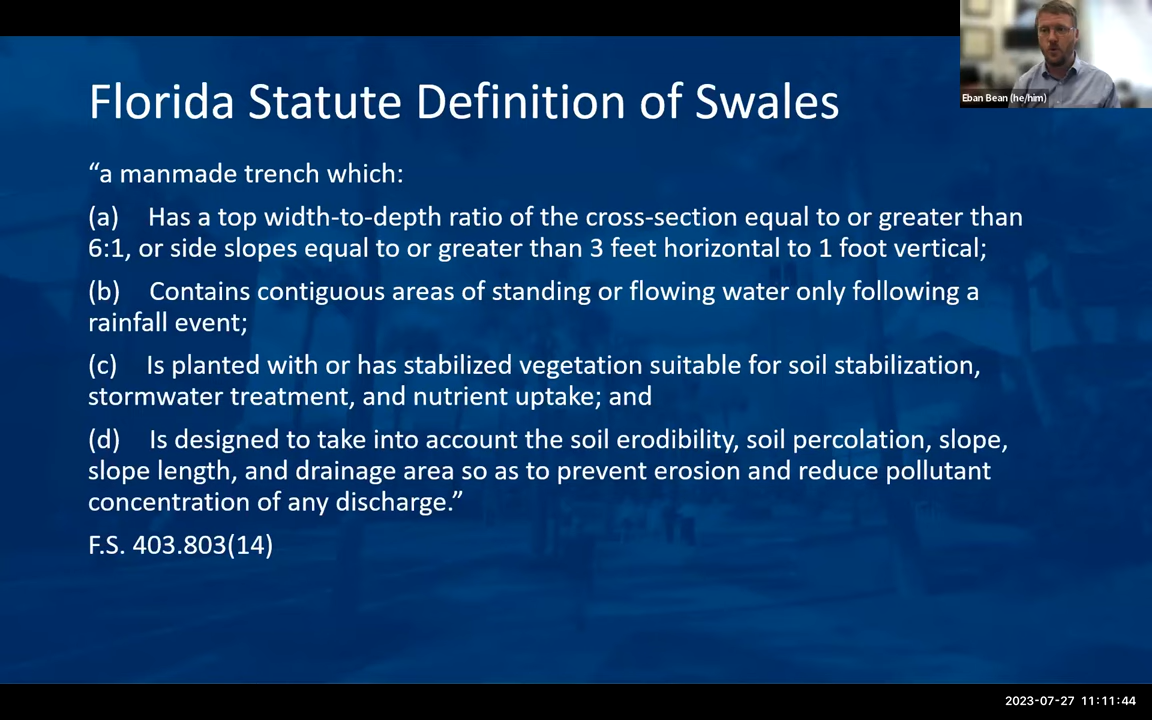 Florida Statute Definition of Swales
Eban Bean (he/him)
“a manmade trench which:
(a) Has a top width-to-depth ratio of the cross-section equal to or greater than
6:1, or side slopes equal to or greater than 3 feet horizontal to 1 foot vertical;
(b) Contains contiguous areas of standing or flowing water only following a
rainfall event;
(c) Is planted with or has stabilized vegetation suitable for soil stabilization,
stormwater treatment, and nutrient uptake; and
(d) Is designed to take into account the soil erodibility, soil percolation, slope,
slope length, and drainage area so as to prevent erosion and reduce pollutant
concentration of any discharge.”
F.S. 403.803(14)
2023-07-27 11:11:44